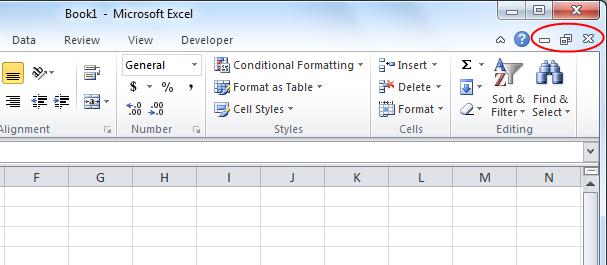 Book1 - Microsoft Excel
Data Review View Developer
General
Conditional Formatting
Format as Table
Cell Styles
Insert
Delete
Format
$ % ,
.0 .00
.00 .0
Σ
A
Z
Sort & Filter
Find & Select
Alignment Number Styles Cells Editing
F G H I J K L M N